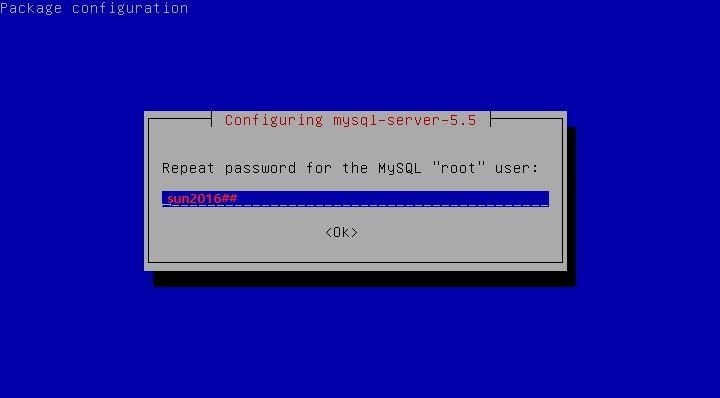 Package configuration
Configuring mysql-server-5.5
Repeat password for the MySQL "root" user:
sun2016##
<Ok>